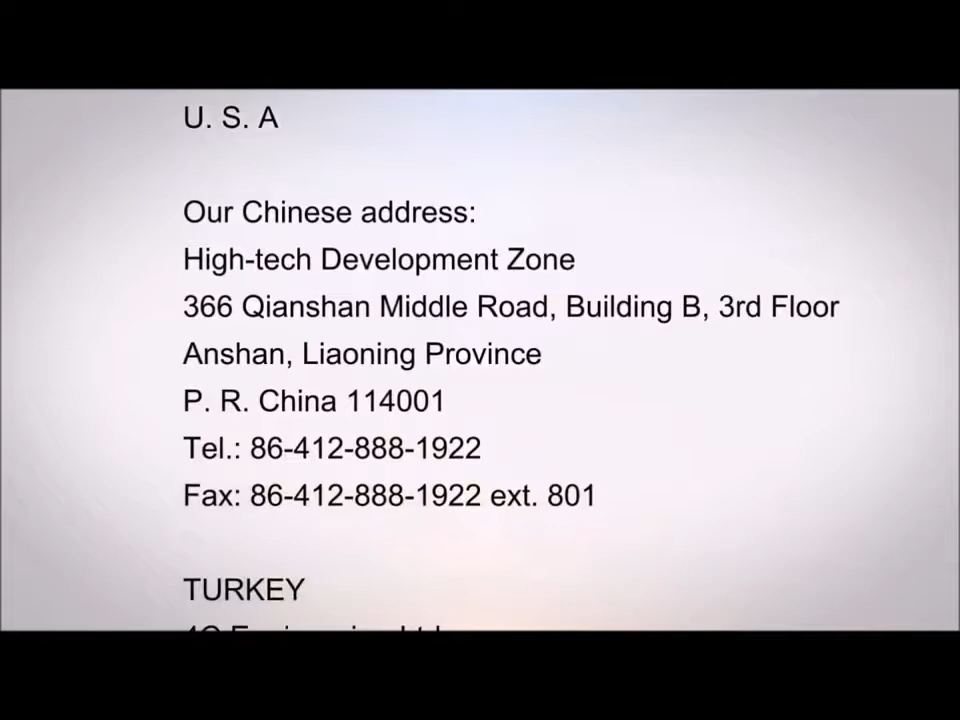 U. S. A
Our Chinese address:
High-tech Development Zone
366 Qianshan Middle Road, Building B, 3rd Floor
Anshan, Liaoning Province
P. R. China 114001
Tel.: 86-412-888-1922
Fax: 86-412-888-1922 ext. 801
TURKEY